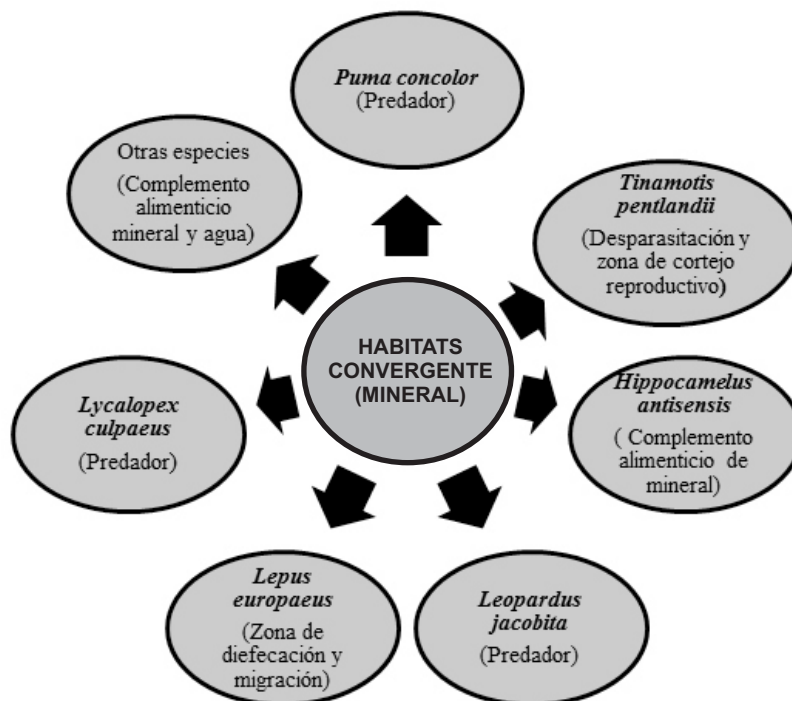 Puma concolor
(Predador)
Otras especies
(Complemento
alimenticio
mineral y agua)
Tinamotis
pentlandii
(Desparasitación y
zona de cortejo
reproductivo)
HABITATS
CONVERGENTE
(MINERAL)
Hippocamelus
antisensis
( Complemento
alimenticio de
mineral)
Lycalopex
culpaeus
(Predador)
Lepus
europaeus
(Zona de
diefecación y
migración)
Leopardus
jacobita
(Predador)